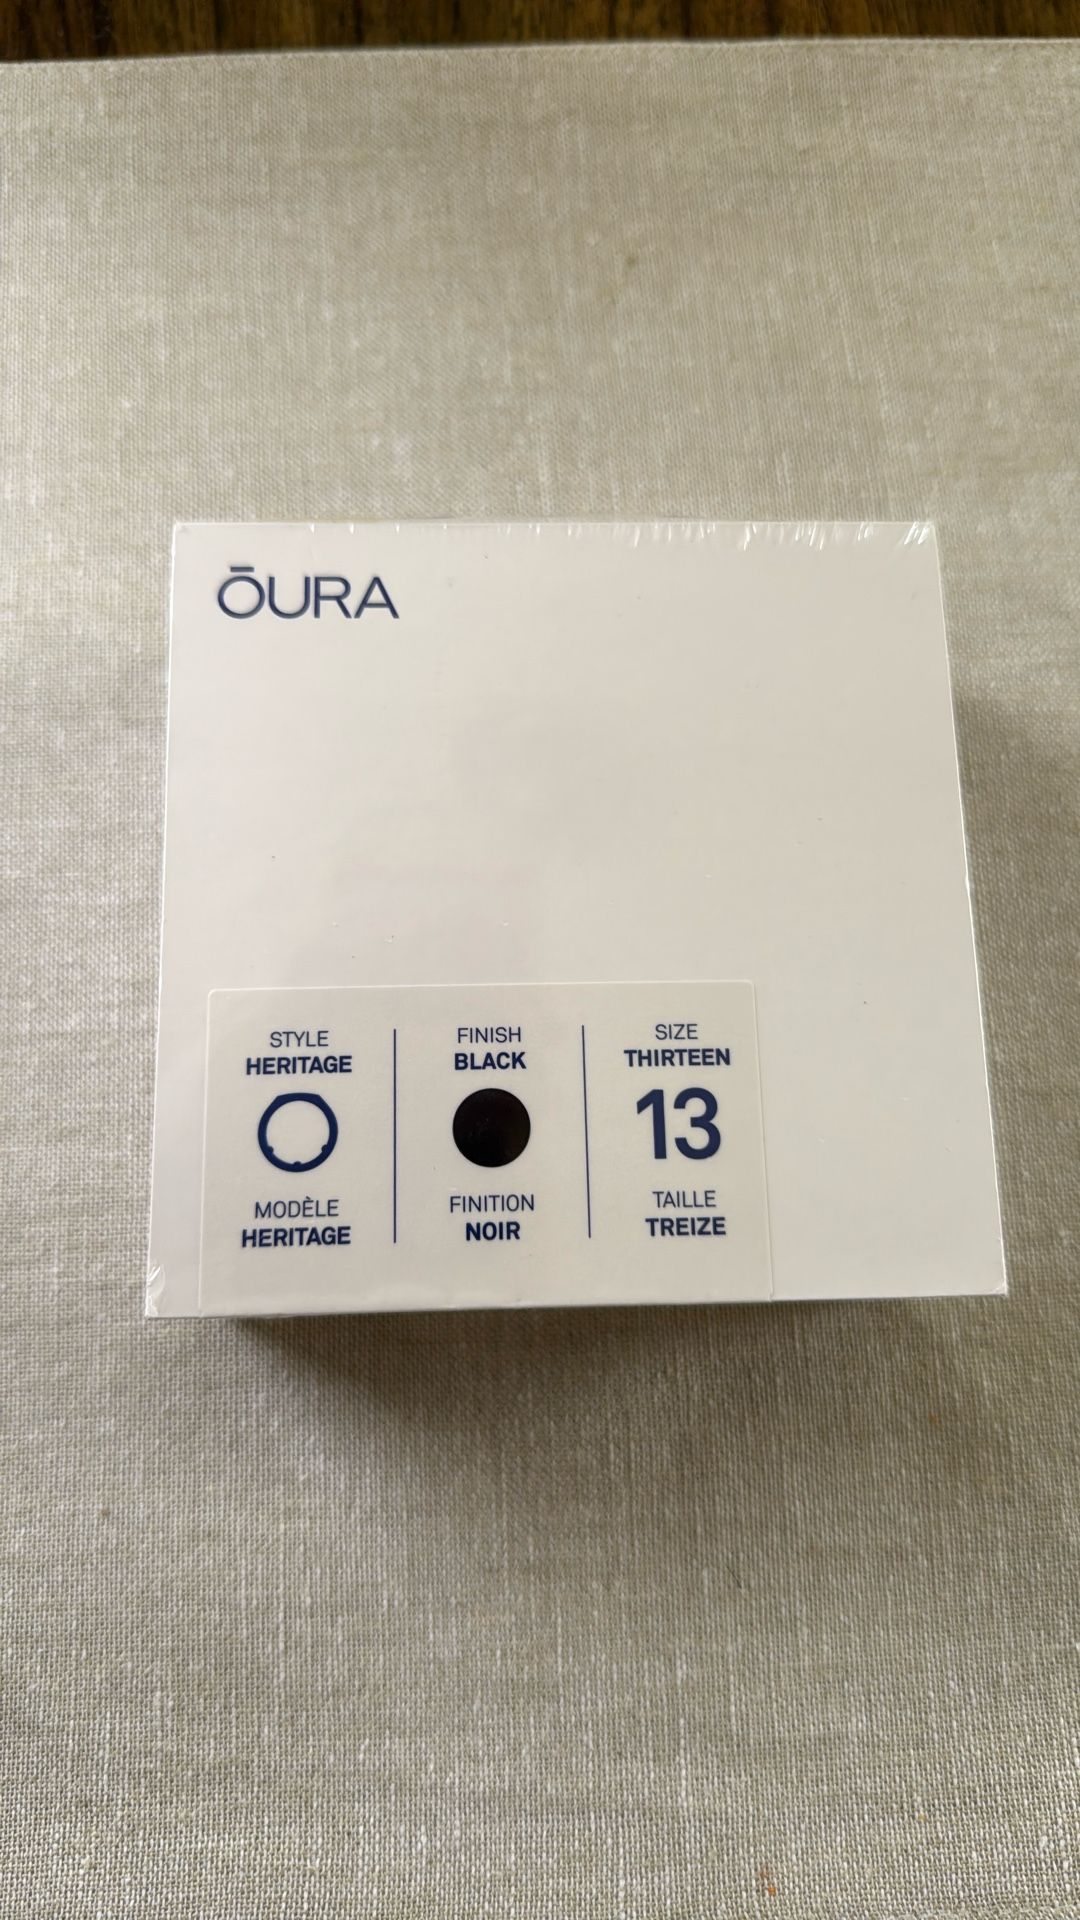 ŌURA
STYLE
HERITAGE
MODÈLE
HERITAGE
FINISH
BLACK
FINITION
NOIR
SIZE
THIRTEEN
13
TAILLE
TREIZE